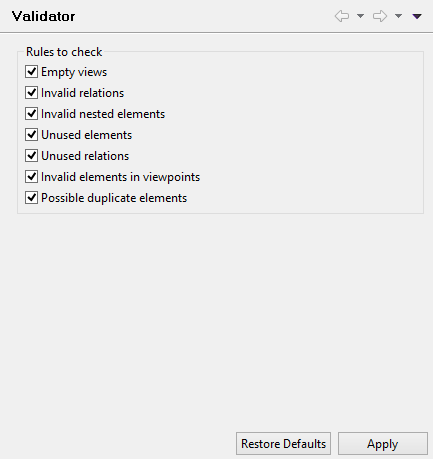 Validator
Rules to check
Empty views
Invalid relations
Invalid nested elements
Unused elements
Unused relations
Invalid elements in viewpoints
Possible duplicate elements
Restore Defaults
Apply